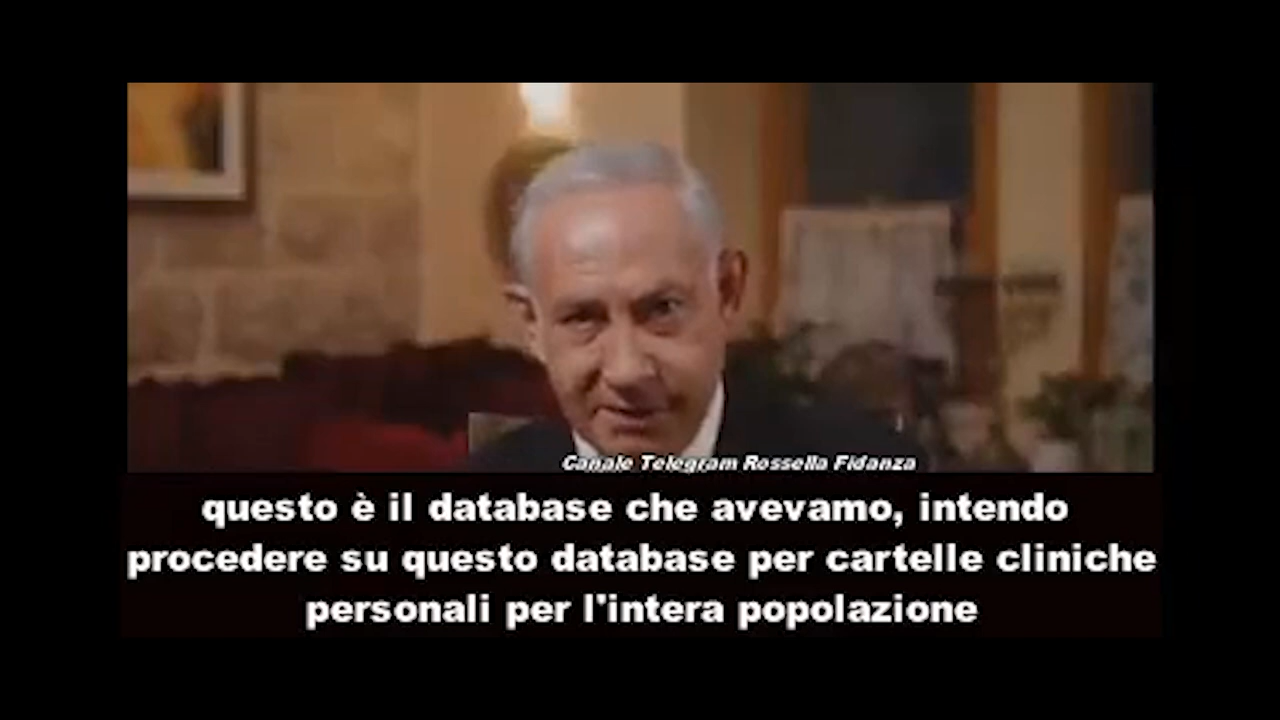 Canale Telegram Rossella Fidanza
questo è il database che avevamo, intendo
procedere su questo database per cartelle cliniche
personali per l'intera popolazione